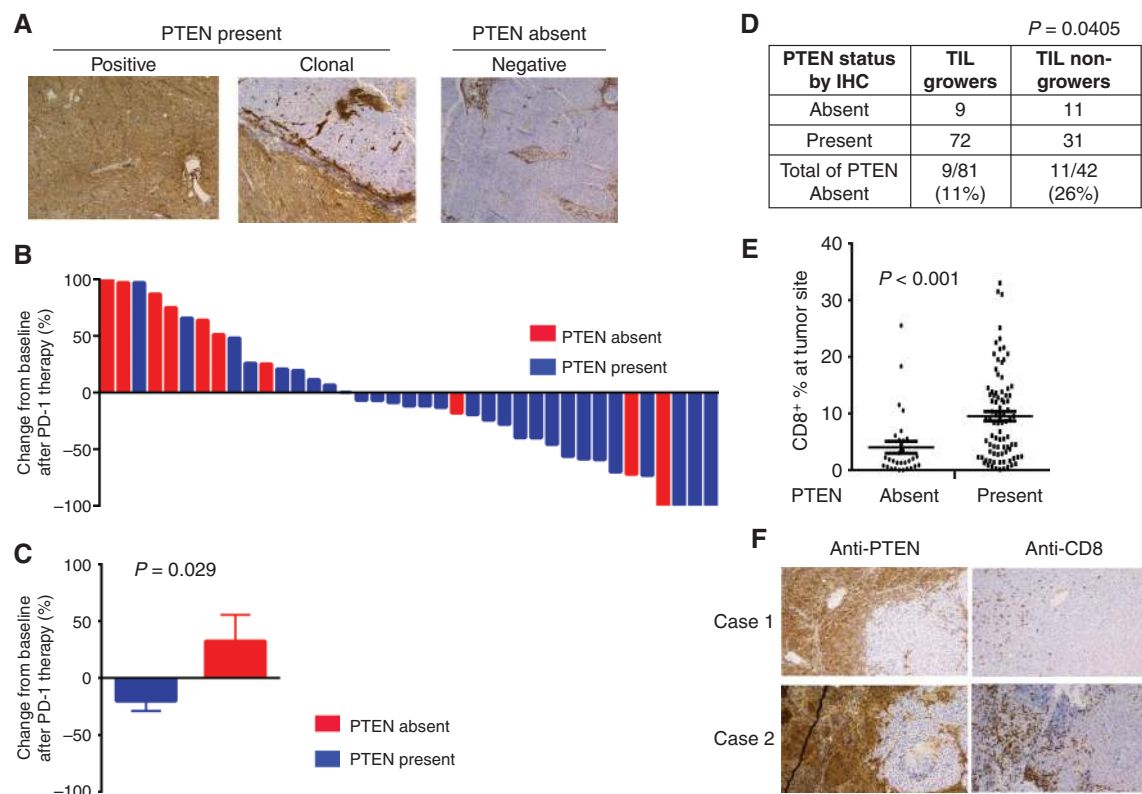 A
PTEN present
PTEN absent
Positive
Clonal
Negative
B
Change from baseline
after PD-1 therapy (%)
100
50
0
–50
–100
PTEN absent
PTEN present
C
Change from baseline
after PD-1 therapy (%)
100
50
0
–50
–100
P = 0.029
PTEN absent
PTEN present
D
P = 0.0405
PTEN status by IHC | TIL growers | TIL non-growers
Absent 9 11
Present 72 31
Total of PTEN Absent 9/81 (11%) 11/42 (26%)
E
CD8+ % at tumor site
40
30
20
10
0
P < 0.001
PTEN Absent Present
F
Anti-PTEN Anti-CD8
Case 1
Case 2